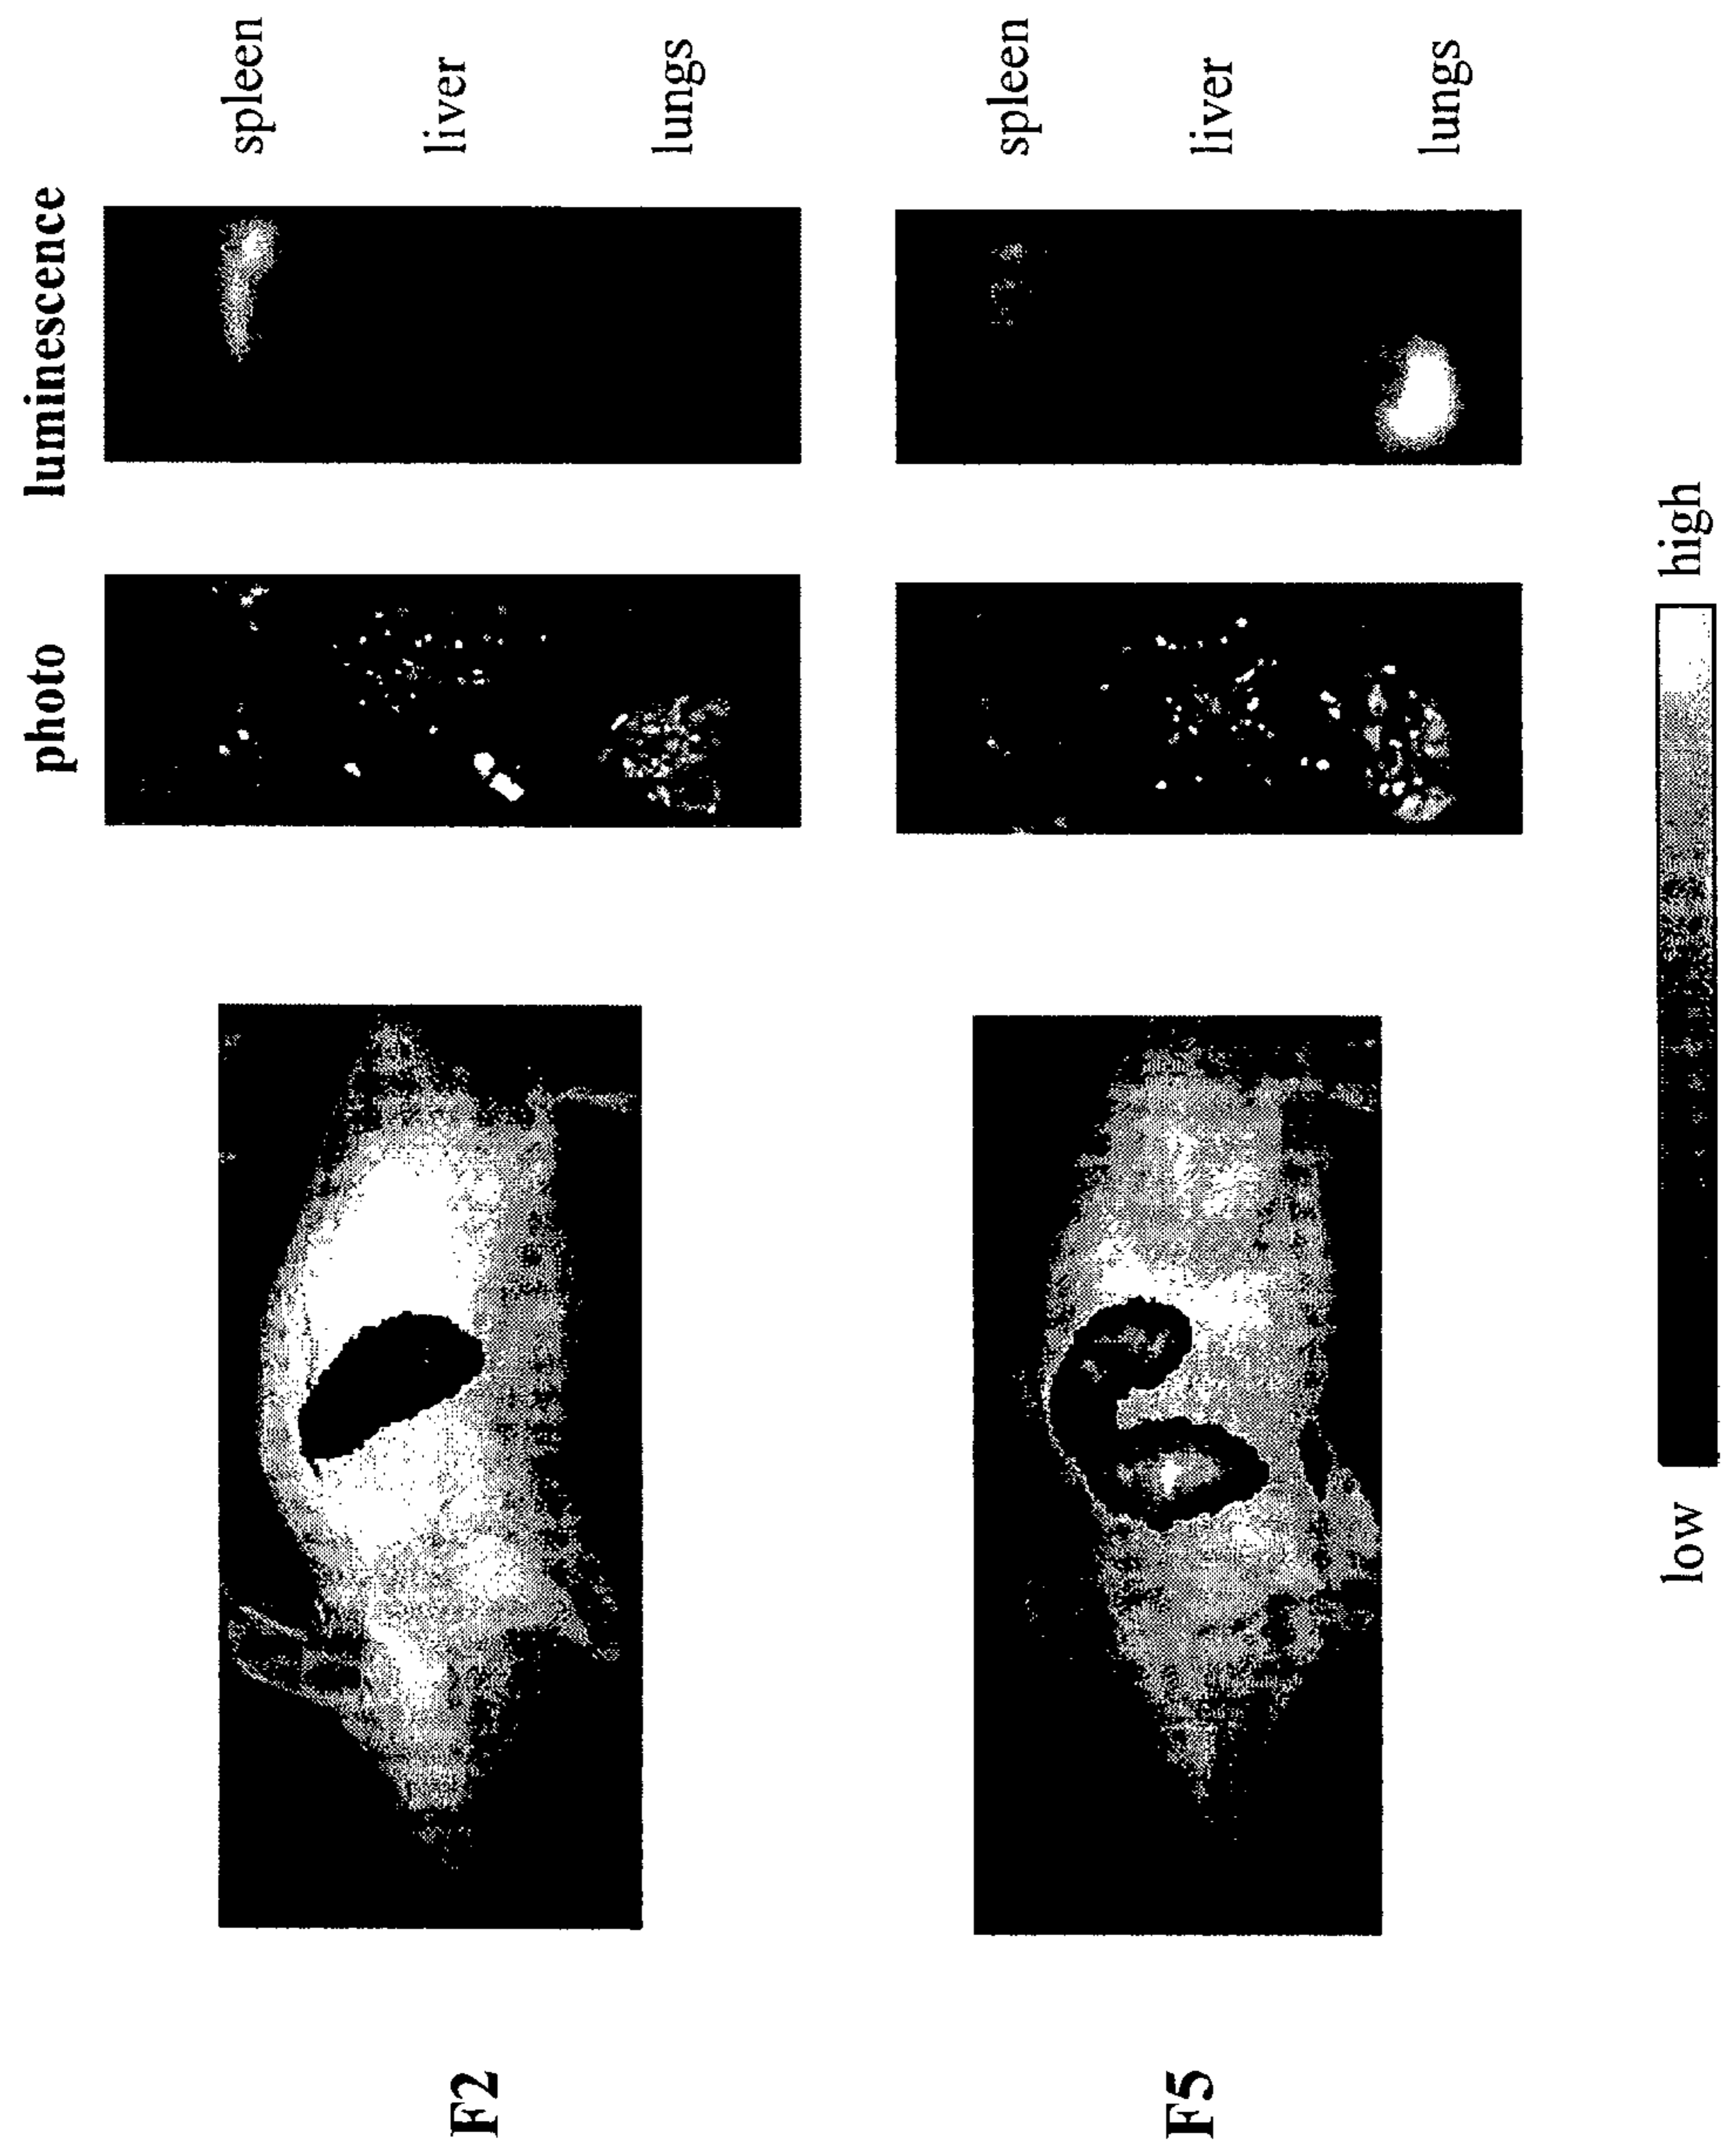 photo
luminescence
F2
spleen
liver
lungs
F5
spleen
liver
lungs
low
high